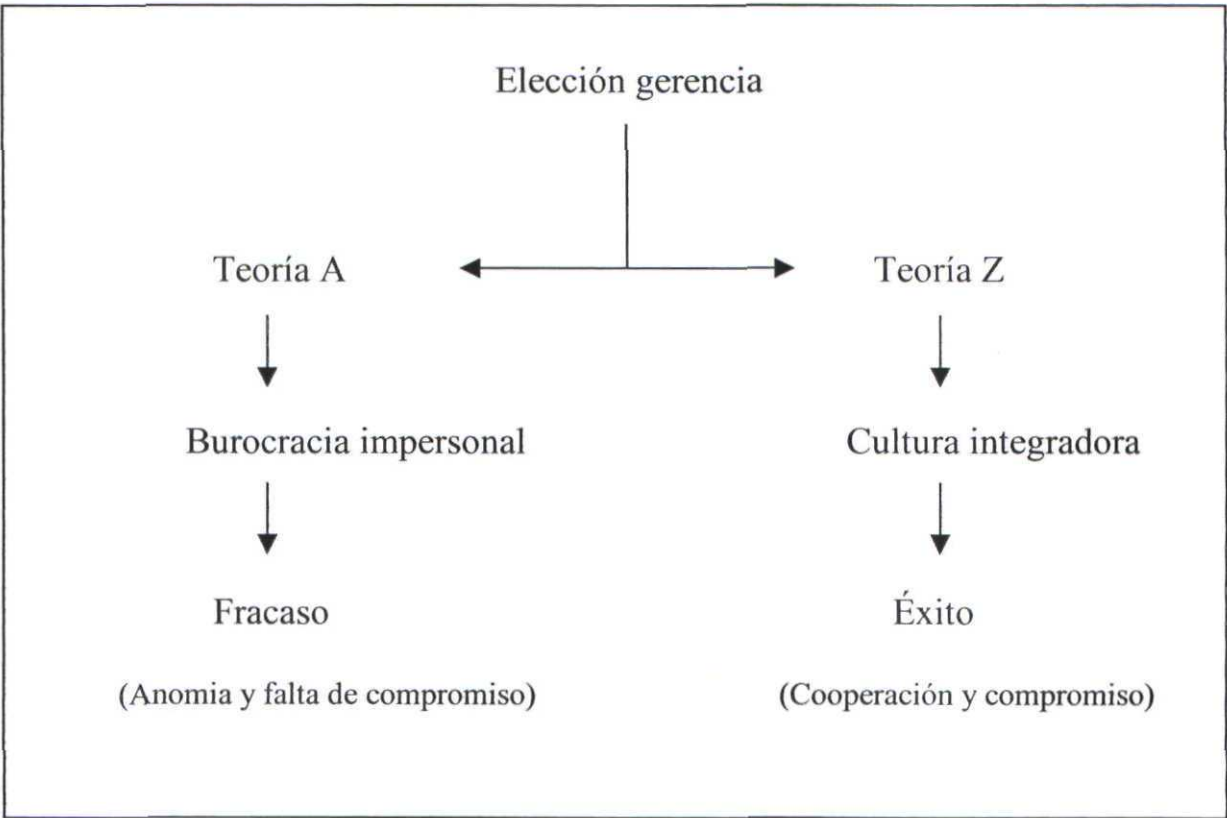 Elección gerencia
Teoría A
Teoría Z
Burocracia impersonal
Cultura integradora
Fracaso
Éxito
(Anomia y falta de compromiso)
(Cooperación y compromiso)